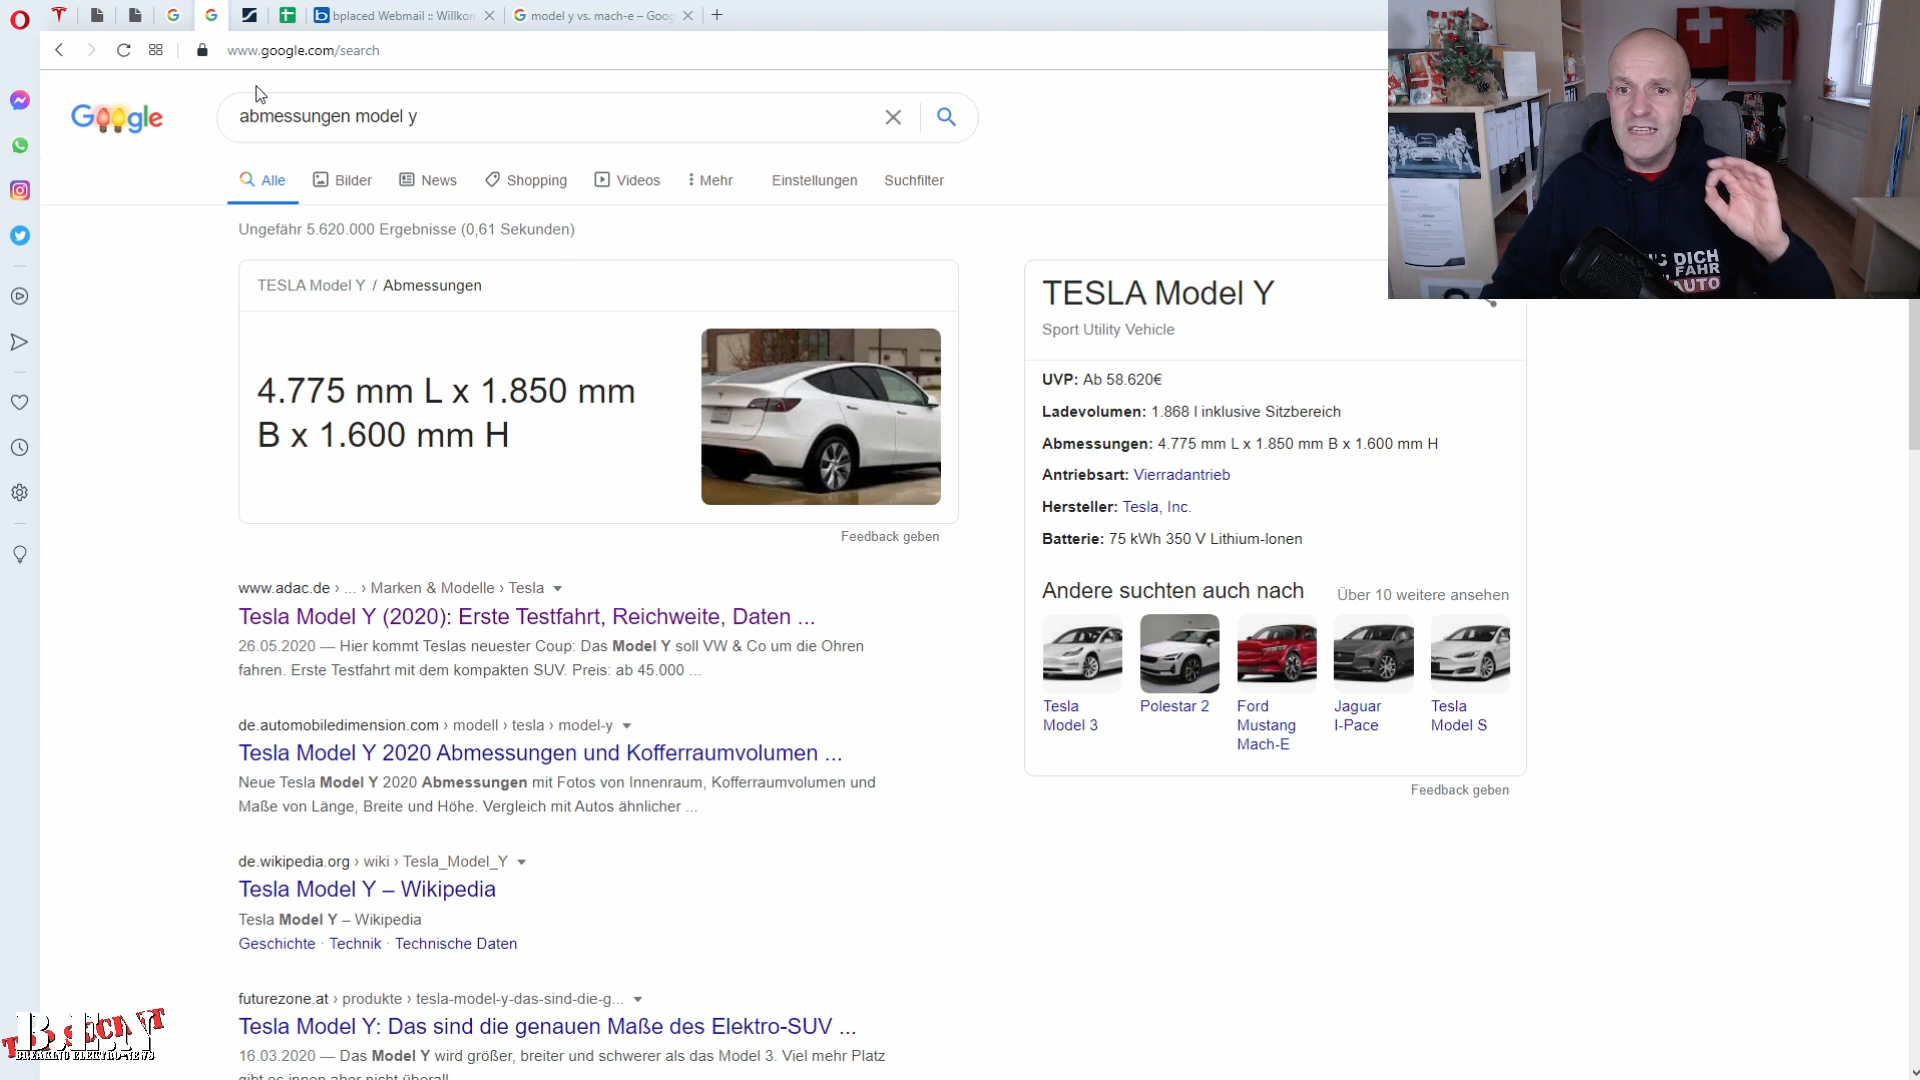 bplaced Webmail :: Willkon
model y vs. mach-e – Goog
www.google.com/search
Google
abmessungen model y
Alle
Bilder
News
Shopping
Videos
Mehr
Einstellungen
Suchfilter
Ungefähr 5.620.000 Ergebnisse (0,61 Sekunden)
TESLA Model Y / Abmessungen
4.775 mm L x 1.850 mm
B x 1.600 mm H
Feedback geben
www.adac.de › ... › Marken & Modelle › Tesla
Tesla Model Y (2020): Erste Testfahrt, Reichweite, Daten ...
26.05.2020 — Hier kommt Teslas neuester Coup: Das Model Y soll VW & Co um die Ohren
fahren. Erste Testfahrt mit dem kompakten SUV. Preis: ab 45.000 ...
de.automobiledimension.com › modell › tesla › model-y
Tesla Model Y 2020 Abmessungen und Kofferraumvolumen ...
Neue Tesla Model Y 2020 Abmessungen mit Fotos von Innenraum, Kofferraumvolumen und
Maße von Länge, Breite und Höhe. Vergleich mit Autos ähnlicher ...
de.wikipedia.org › wiki › Tesla_Model_Y
Tesla Model Y – Wikipedia
Tesla Model Y – Wikipedia
Geschichte · Technik · Technische Daten
futurezone.at › produkte › tesla-model-y-das-sind-die-g...
Tesla Model Y: Das sind die genauen Maße des Elektro-SUV ...
16.03.2020 — Das Model Y wird größer, breiter und schwerer als das Model 3. Viel mehr Platz
gibt es innen aber nicht überall
TESLA Model Y
Sport Utility Vehicle
UVP: Ab 58.620€
Ladevolumen: 1.868 l inklusive Sitzbereich
Abmessungen: 4.775 mm L x 1.850 mm B x 1.600 mm H
Antriebsart: Vierradantrieb
Hersteller: Tesla, Inc.
Batterie: 75 kWh 350 V Lithium-Ionen
Andere suchten auch nach
Über 10 weitere ansehen
Tesla
Model 3
Polestar 2
Ford
Mustang
Mach-E
Jaguar
I-Pace
Tesla
Model S
Feedback geben
DICH
FAHR
AUTO
BREAKING ELEKTRO-NEWS